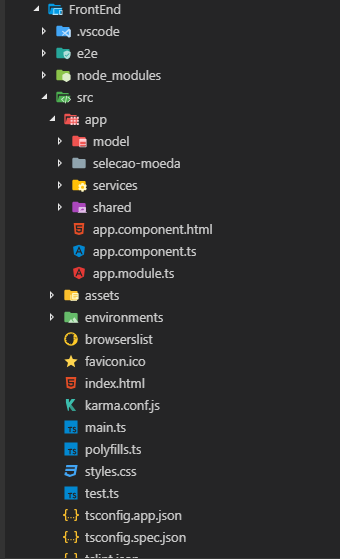 FrontEnd
.vscode
e2e
node_modules
src
app
model
selecao-moeda
services
shared
app.component.html
app.component.ts
app.module.ts
assets
environments
browserslist
favicon.ico
index.html
karma.conf.js
main.ts
polyfills.ts
styles.css
test.ts
tsconfig.app.json
tsconfig.spec.json